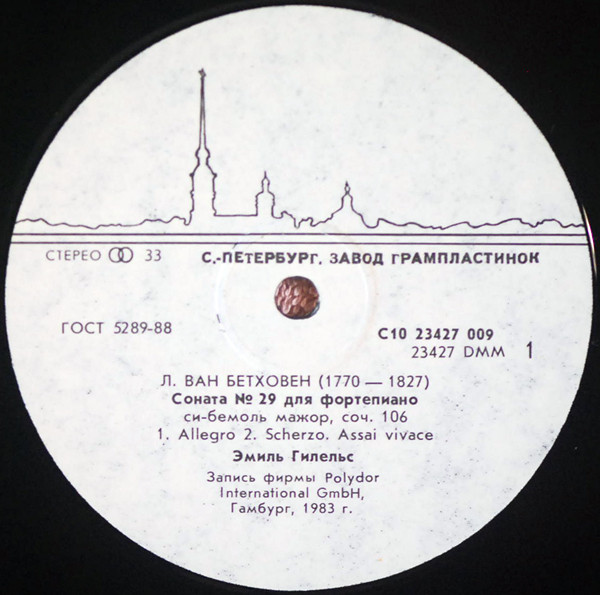 СТЕРЕО 33 С.-ПЕТЕРБУРГ. ЗАВОД ГРАМПЛАСТИНОК
ГОСТ 5289-88
С10 23427 009
23427 DMM 1
Л. ВАН БЕТХОВЕН (1770 — 1827)
Соната № 29 для фортепиано
си-бемоль мажор, соч. 106
1. Allegro 2. Scherzo. Assai vivace
Эмиль Гилельс
Запись фирмы Polydor
International GmbH,
Гамбург, 1983 г.